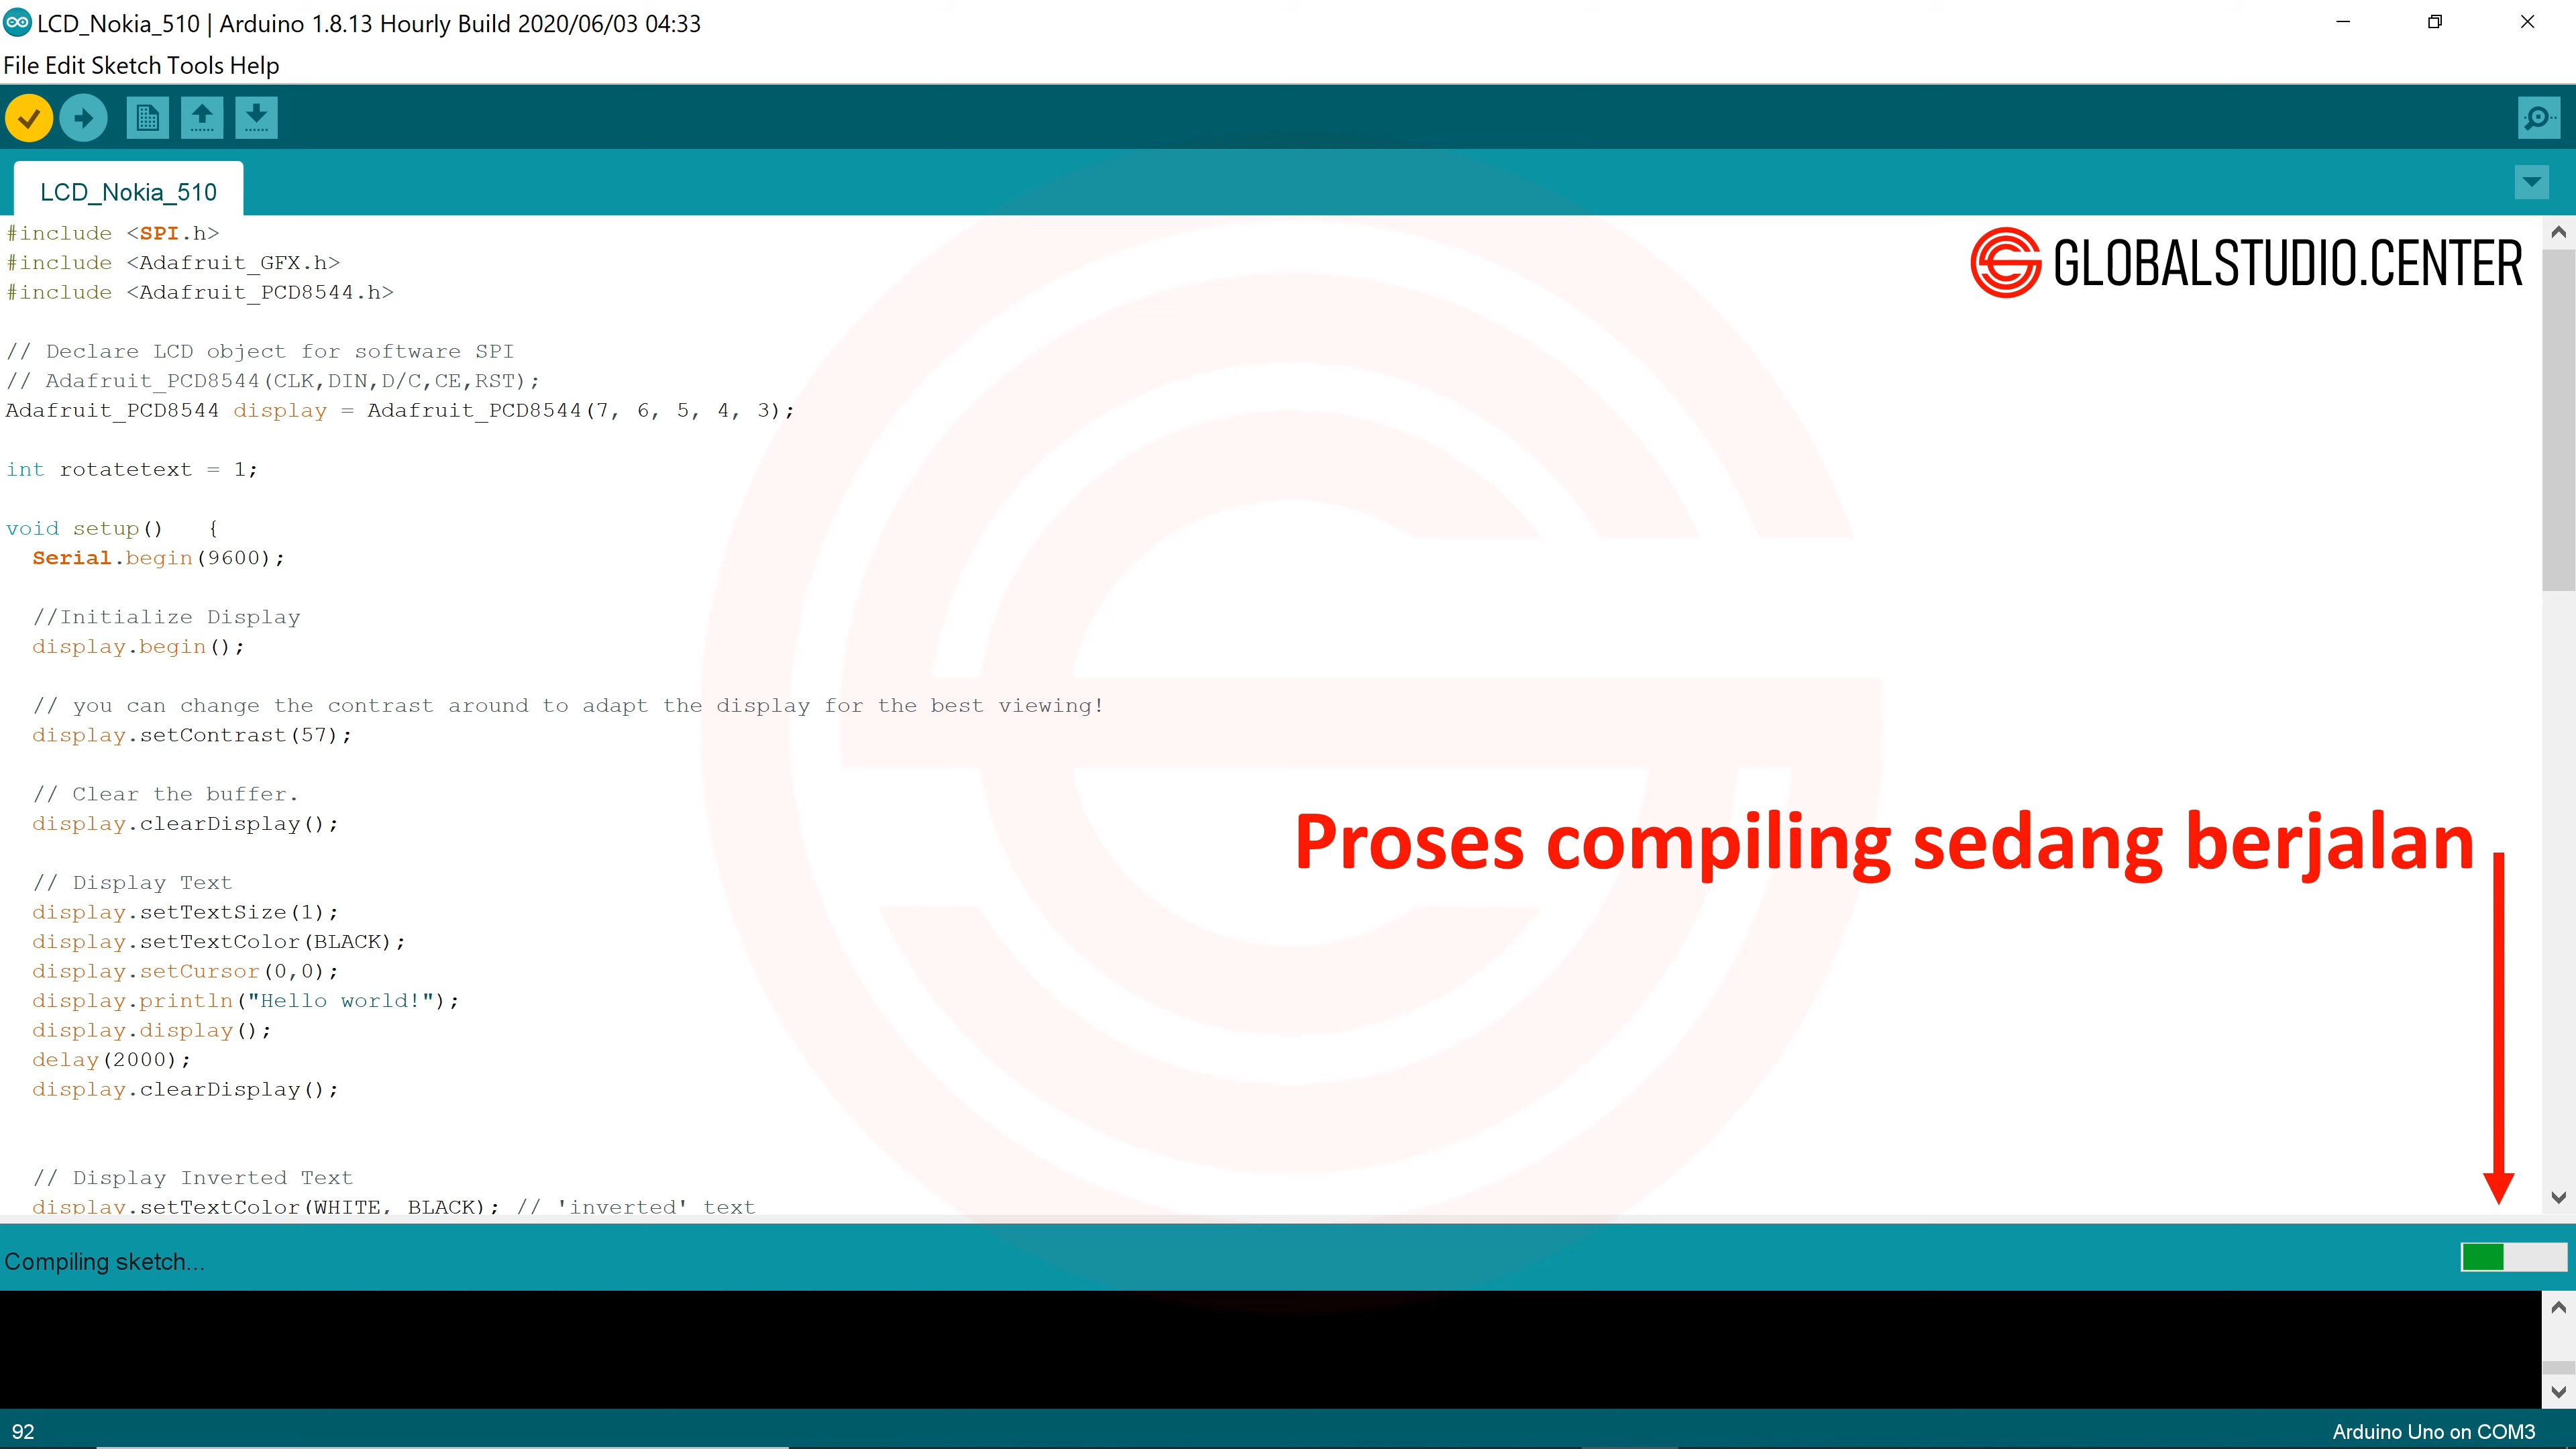 LCD_Nokia_510 | Arduino 1.8.13 Hourly Build 2020/06/03 04:33
File Edit Sketch Tools Help
LCD_Nokia_510
GLOBALSTUDIO.CENTER
#include <SPI.h>
#include <Adafruit_GFX.h>
#include <Adafruit_PCD8544.h>
// Declare LCD object for software SPI
// Adafruit_PCD8544(CLK,DIN,D/C,CE,RST);
Adafruit_PCD8544 display = Adafruit_PCD8544(7, 6, 5, 4, 3);
int rotatetext = 1;
void setup()   {
  Serial.begin(9600);
  //Initialize Display
  display.begin();
  // you can change the contrast around to adapt the display for the best viewing!
  display.setContrast(57);
  // Clear the buffer.
  display.clearDisplay();
  // Display Text
  display.setTextSize(1);
  display.setTextColor(BLACK);
  display.setCursor(0,0);
  display.println("Hello world!");
  display.display();
  delay(2000);
  display.clearDisplay();
  // Display Inverted Text
  display.setTextColor(WHITE, BLACK); // 'inverted' text
Proses compiling sedang berjalan
Compiling sketch...
92
Arduino Uno on COM3